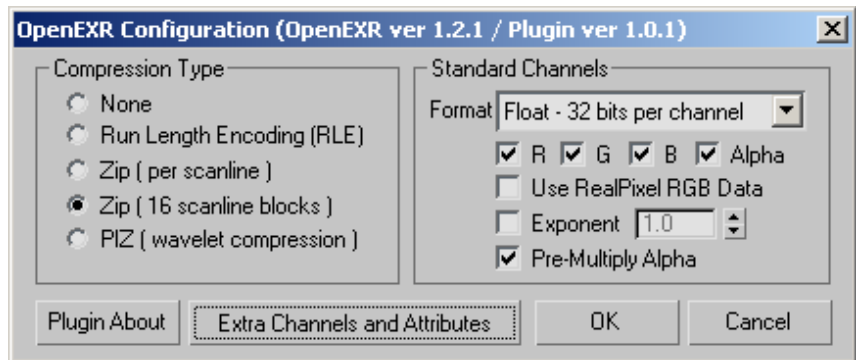 OpenEXR Configuration (OpenEXR ver 1.2.1 / Plugin ver 1.0.1)
Compression Type
None
Run Length Encoding (RLE)
Zip ( per scanline )
Zip ( 16 scanline blocks )
PIZ ( wavelet compression )
Standard Channels
Format Float - 32 bits per channel
R G B Alpha
Use RealPixel RGB Data
Exponent 1.0
Pre-Multiply Alpha
Plugin About Extra Channels and Attributes OK Cancel